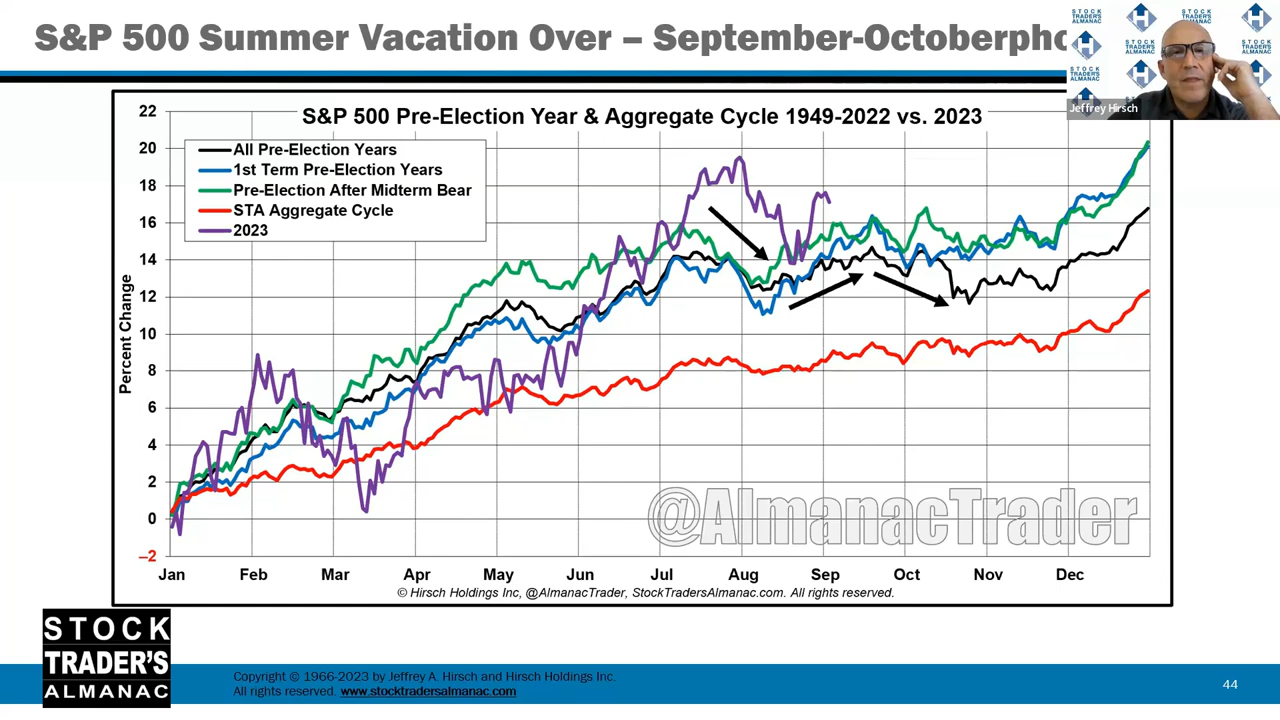 S&P 500 Summer Vacation Over – September-Octoberpho
STOCK
TRADER'S
ALMANAC
Jeffrey Hirsch
S&P 500 Pre-Election Year & Aggregate Cycle 1949-2022 vs. 2023
All Pre-Election Years
1st Term Pre-Election Years
Pre-Election After Midterm Bear
STA Aggregate Cycle
2023
Percent Change
22
20
18
16
14
12
10
8
6
4
2
0
–2
Jan Feb Mar Apr May Jun Jul Aug Sep Oct Nov Dec
@AlmanacTrader
© Hirsch Holdings Inc, @AlmanacTrader, StockTradersAlmanac.com. All rights reserved.
STOCK
TRADER'S
ALMANAC
Copyright © 1966-2023 by Jeffrey A. Hirsch and Hirsch Holdings Inc.
All rights reserved. www.stocktradersalmanac.com
44